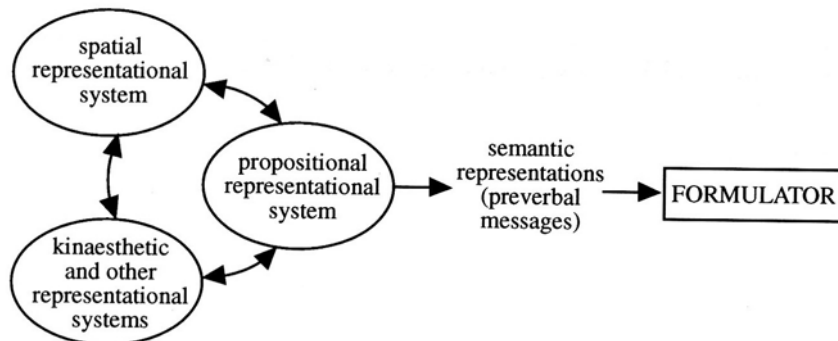 spatial
representational
system
propositional
representational
system
kinaesthetic
and other
representational
systems
semantic
representations
(preverbal
messages)
FORMULATOR